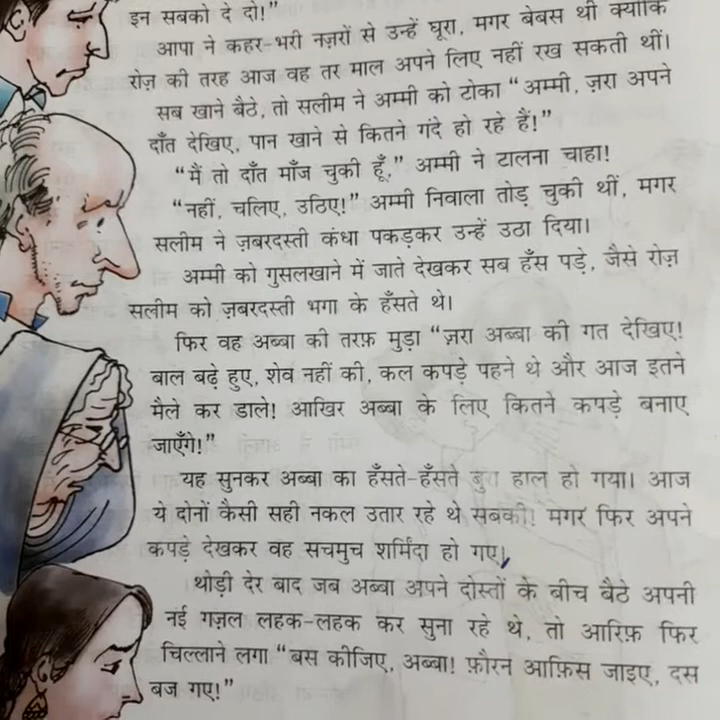 इन सबको दे दो!”
आपा ने कहर-भरी नज़रों से उन्हें घूरा, मगर बेबस थी क्योंकि
रोज़ की तरह आज वह तर माल अपने लिए नहीं रख सकती थीं।
सब खाने बैठे, तो सलीम ने अम्मी को टोका “अम्मी, ज़रा अपने
दाँत देखिए, पान खाने से कितने गंदे हो रहे हैं!”
“मैं तो दाँत माँज चुकी हूँ,” अम्मी ने टालना चाहा!
“नहीं, चलिए, उठिए!” अम्मी निवाला तोड़ चुकी थीं, मगर
सलीम ने ज़बरदस्ती कंधा पकड़कर उन्हें उठा दिया।
अम्मी को गुसलखाने में जाते देखकर सब हँस पड़े, जैसे रोज़
सलीम को ज़बरदस्ती भगा के हँसते थे।
फिर वह अब्बा की तरफ़ मुड़ा “ज़रा अब्बा की गत देखिए!
बाल बढ़े हुए, शेव नहीं की, कल कपड़े पहने थे और आज इतने
मैले कर डाले! आखिर अब्बा के लिए कितने कपड़े बनाए
जाएँगे!”
यह सुनकर अब्बा का हँसते-हँसते बुरा हाल हो गया। आज
ये दोनों कैसी सही नकल उतार रहे थे सबकी! मगर फिर अपने
कपड़े देखकर वह सचमुच शर्मिंदा हो गए।
थोड़ी देर बाद जब अब्बा अपने दोस्तों के बीच बैठे अपनी
नई गज़ल लहक-लहक कर सुना रहे थे, तो आरिफ़ फिर
चिल्लाने लगा “बस कीजिए, अब्बा! फ़ौरन आफ़िस जाइए, दस
बज गए!”